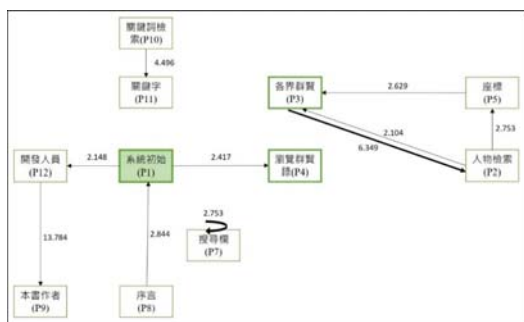 關鍵詞檢
索(P10)
4.496
關鍵字
(P11)
各界群賢
(P3)
2.629
座標
(P5)
2.104
6.349
2.753
開發人員
(P12)
2.148
系統初始
(P1)
2.417
瀏覽群賢
錄(P4)
人物檢索
(P2)
13.784
2.844
2.753
搜尋欄
(P7)
本書作者
(P9)
序言
(P8)